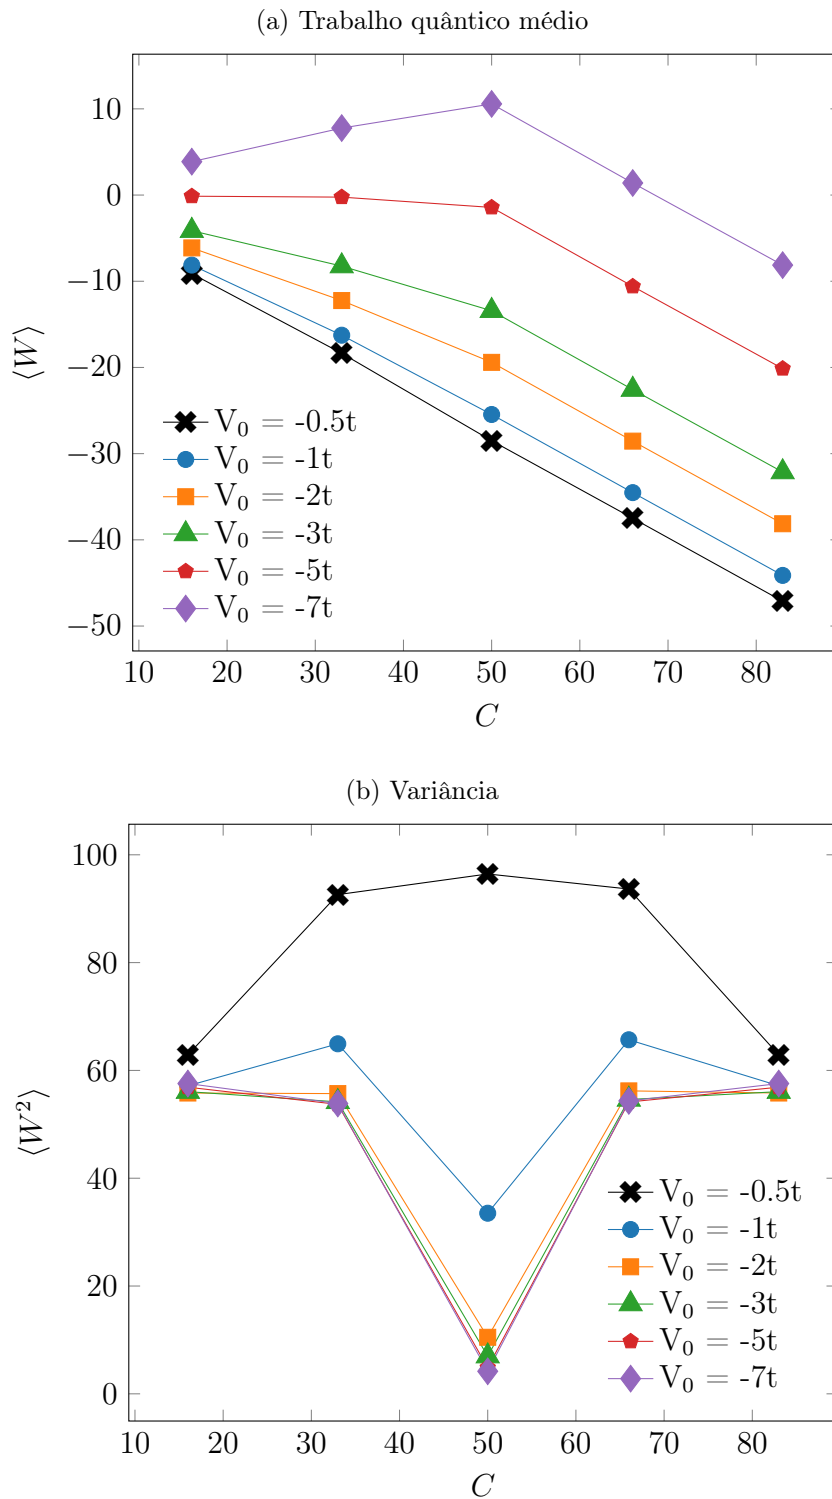 (a) Trabalho quântico médio
10
0
−10
−20
−30
−40
−50
⟨W⟩
V₀ = -0.5t
V₀ = -1t
V₀ = -2t
V₀ = -3t
V₀ = -5t
V₀ = -7t
10 20 30 40 50 60 70 80
C
(b) Variância
100
80
60
40
20
0
⟨W²⟩
V₀ = -0.5t
V₀ = -1t
V₀ = -2t
V₀ = -3t
V₀ = -5t
V₀ = -7t
10 20 30 40 50 60 70 80
C